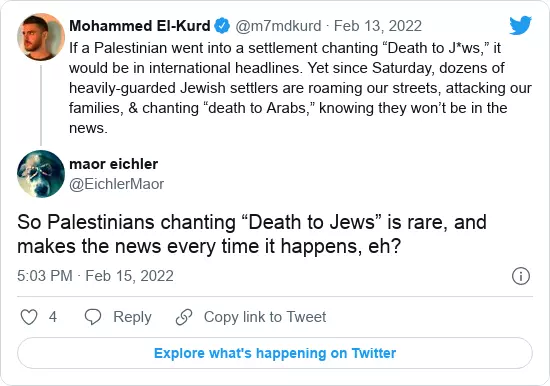 Mohammed El-Kurd @m7mdkurd · Feb 13, 2022
If a Palestinian went into a settlement chanting “Death to J*ws,” it
would be in international headlines. Yet since Saturday, dozens of
heavily-guarded Jewish settlers are roaming our streets, attacking our
families, & chanting “death to Arabs,” knowing they won’t be in the
news.
maor eichler
@EichlerMaor
So Palestinians chanting “Death to Jews” is rare, and
makes the news every time it happens, eh?
5:03 PM · Feb 15, 2022
4 Reply Copy link to Tweet
Explore what's happening on Twitter